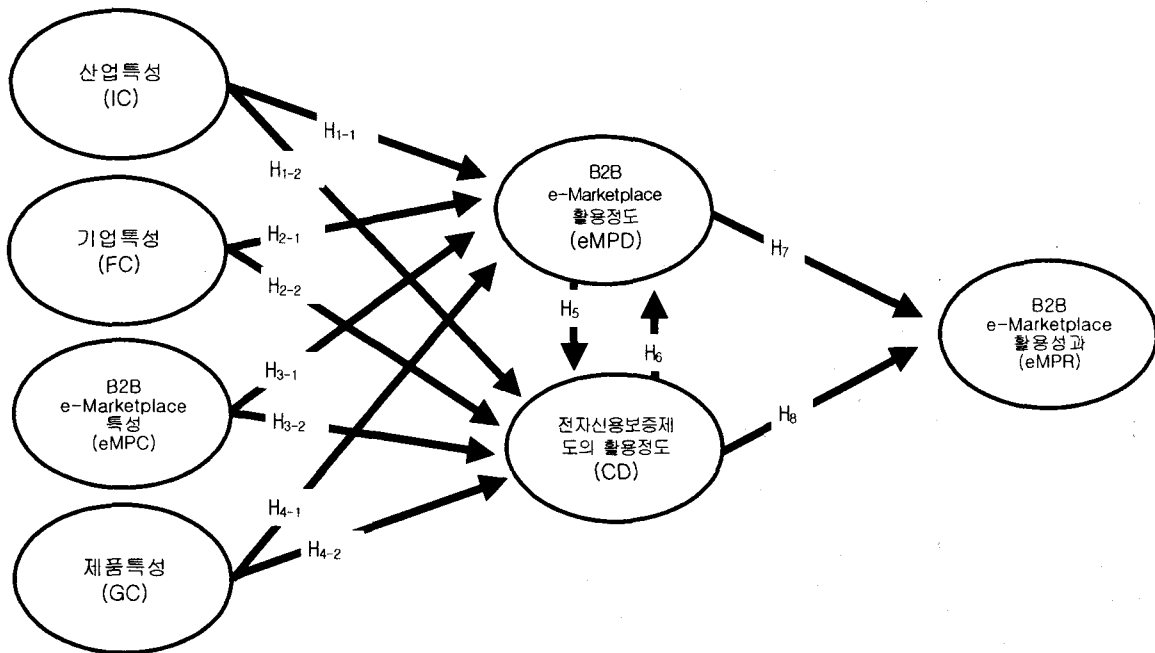 산업특성
(IC)
기업특성
(FC)
B2B
e-Marketplace
특성
(eMPC)
제품특성
(GC)
H1-1
H1-2
H2-1
H2-2
H3-1
H3-2
H4-1
H4-2
B2B
e-Marketplace
활용정도
(eMPD)
H5
H6
전자신용보증제
도의 활용정도
(CD)
H7
H8
B2B
e-Marketplace
활용성과
(eMPR)